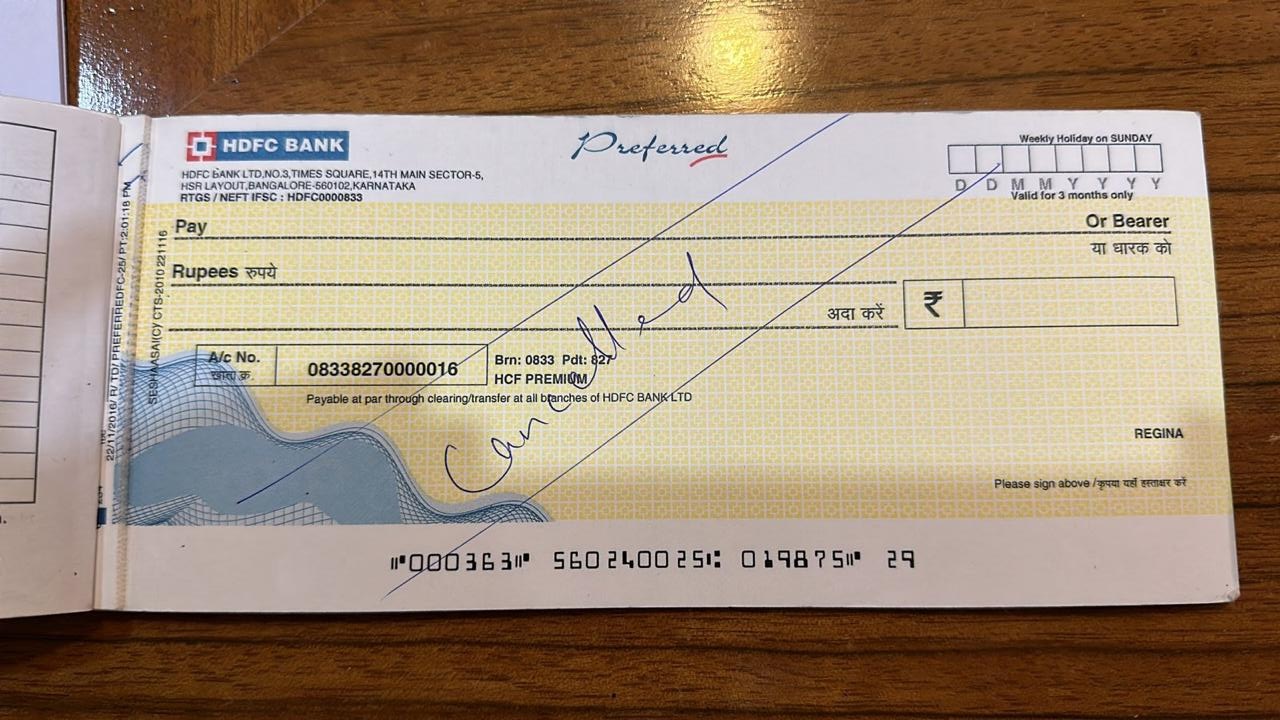 HDFC BANK
Preferred
Weekly Holiday on SUNDAY
HDFC BANK LTD,NO.3,TIMES SQUARE,14TH MAIN SECTOR-5,
HSR LAYOUT,BANGALORE-560102,KARNATAKA
RTGS / NEFT IFSC : HDFC0000833
D D M M Y Y Y Y
Valid for 3 months only
Pay
Or Bearer
या धारक को
Rupees रुपये
अदा करें ₹
A/c No.
खाता क्र.
08338270000016
Brn: 0833 Pdt: 827
HCF PREMIUM
Payable at par through clearing/transfer at all branches of HDFC BANK LTD
Cancelled
REGINA
Please sign above /कृपया यहाँ हस्ताक्षर करें
⑈000363⑈ 560240025⑆ 019875⑈ 29
22/11/2016/ R/ TD/ PREFERREDFC-25/ PT:2:01:18 PM
SESHAASAI(C)/ CTS-2010 221116